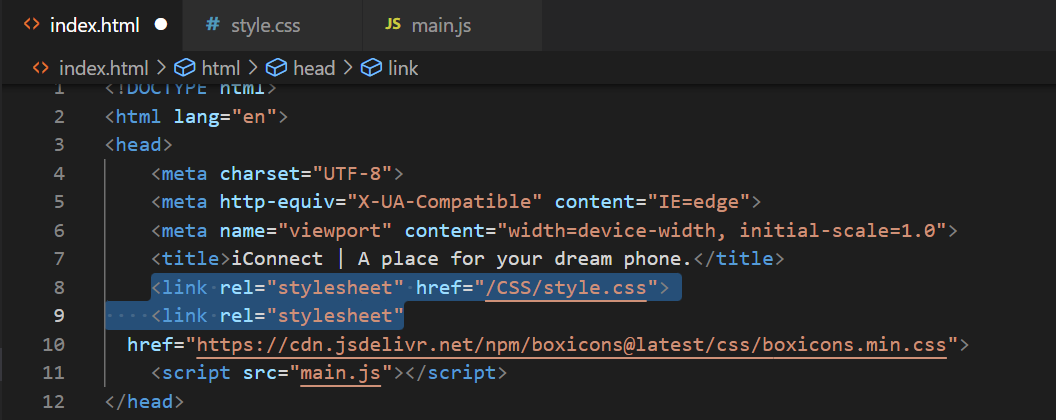 <> index.html ●
# style.css
JS main.js
<> index.html > html > head > link
1 <!DOCTYPE html>
2 <html lang="en">
3 <head>
4 <meta charset="UTF-8">
5 <meta http-equiv="X-UA-Compatible" content="IE=edge">
6 <meta name="viewport" content="width=device-width, initial-scale=1.0">
7 <title>iConnect | A place for your dream phone.</title>
8 <link rel="stylesheet" href="/CSS/style.css">
9 <link rel="stylesheet"
10 href="https://cdn.jsdelivr.net/npm/boxicons@latest/css/boxicons.min.css">
11 <script src="main.js"></script>
12 </head>